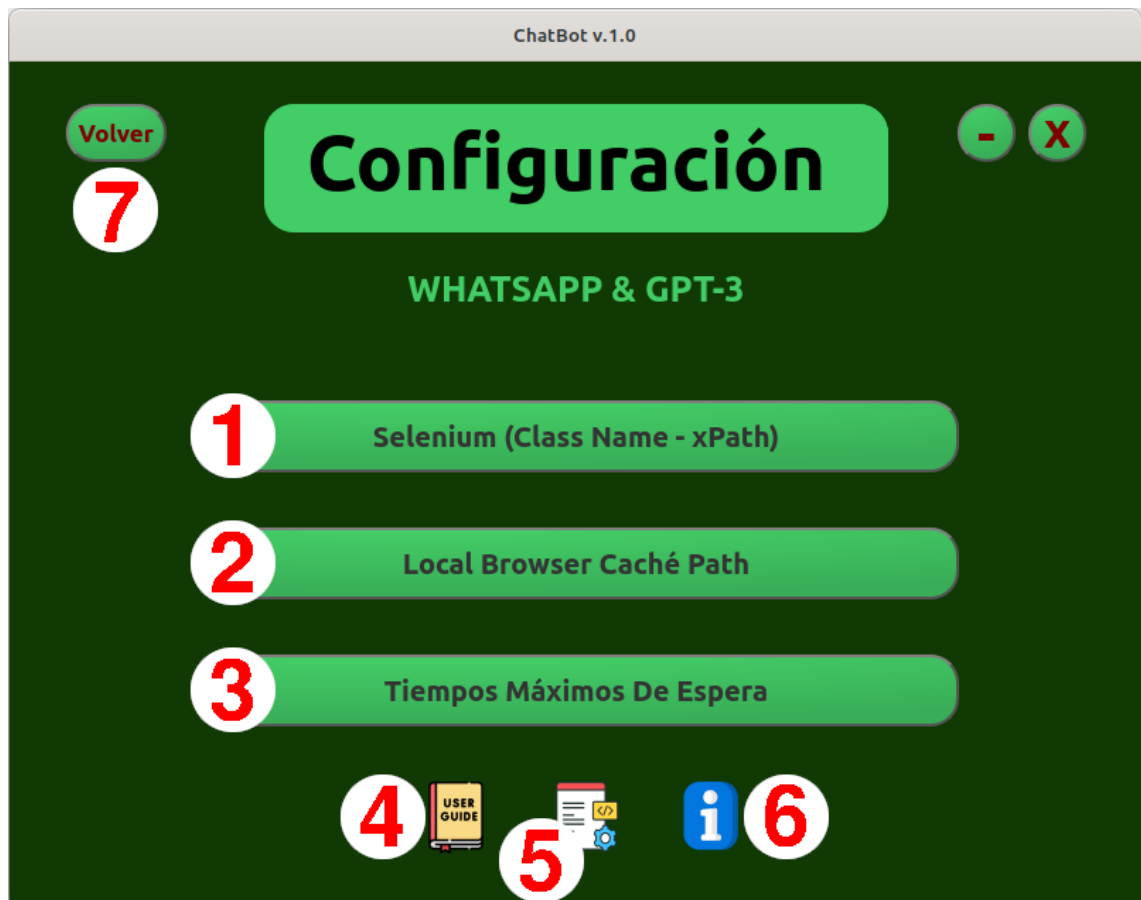 ChatBot v.1.0
Volver
Configuración
-
X
7
WHATSAPP & GPT-3
1
Selenium (Class Name - xPath)
2
Local Browser Caché Path
3
Tiempos Máximos De Espera
4
USER
GUIDE
</>
5
i
6